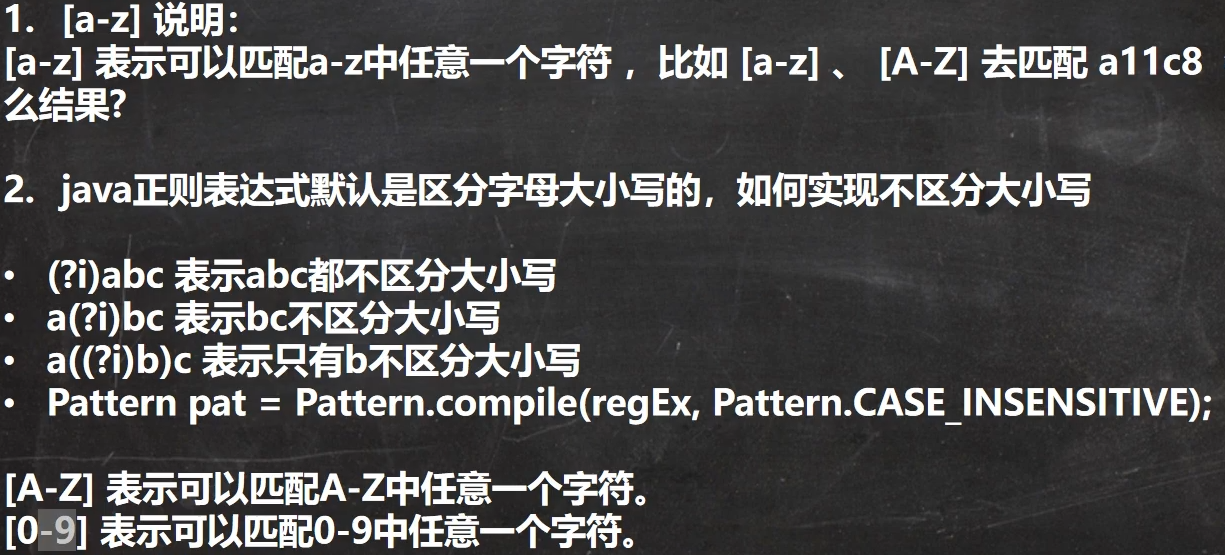 1. [a-z] 说明：
[a-z] 表示可以匹配a-z中任意一个字符 ，比如 [a-z] 、 [A-Z] 去匹配 a11c8
么结果?
2. java正则表达式默认是区分字母大小写的，如何实现不区分大小写
• (?i)abc 表示abc都不区分大小写
• a(?i)bc 表示bc不区分大小写
• a((?i)b)c 表示只有b不区分大小写
• Pattern pat = Pattern.compile(regEx, Pattern.CASE_INSENSITIVE);
[A-Z] 表示可以匹配A-Z中任意一个字符。
[0-9] 表示可以匹配0-9中任意一个字符。